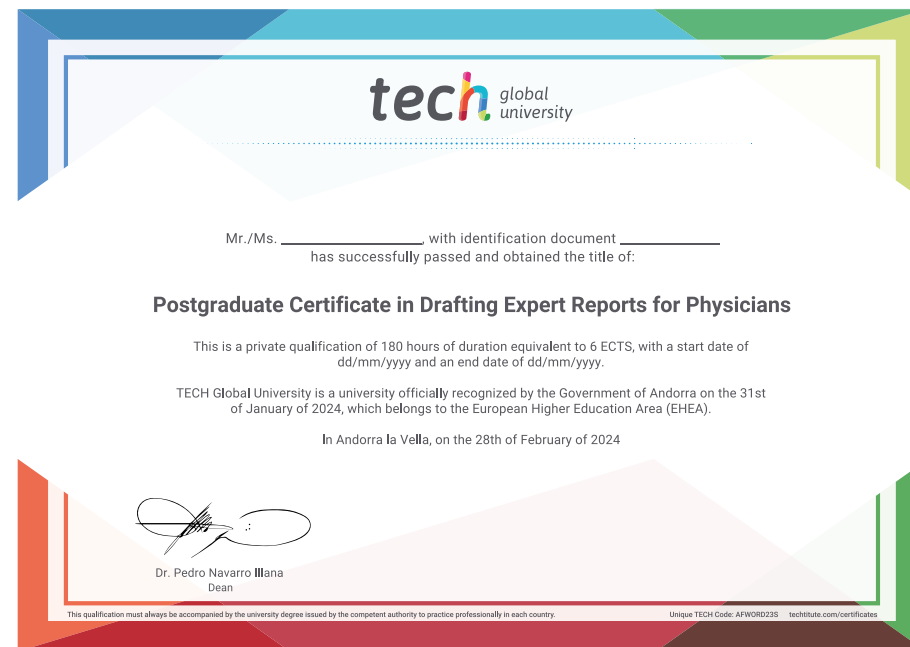 tech global
university
Mr./Ms. ________________, with identification document ____________
has successfully passed and obtained the title of:
Postgraduate Certificate in Drafting Expert Reports for Physicians
This is a private qualification of 180 hours of duration equivalent to 6 ECTS, with a start date of
dd/mm/yyyy and an end date of dd/mm/yyyy.
TECH Global University is a university officially recognized by the Government of Andorra on the 31st
of January of 2024, which belongs to the European Higher Education Area (EHEA).
In Andorra la Vella, on the 28th of February of 2024
Dr. Pedro Navarro Illana
Dean
This qualification must always be accompanied by the university degree issued by the competent authority to practice professionally in each country.
Unique TECH Code: AFWORD23S techtitute.com/certificates